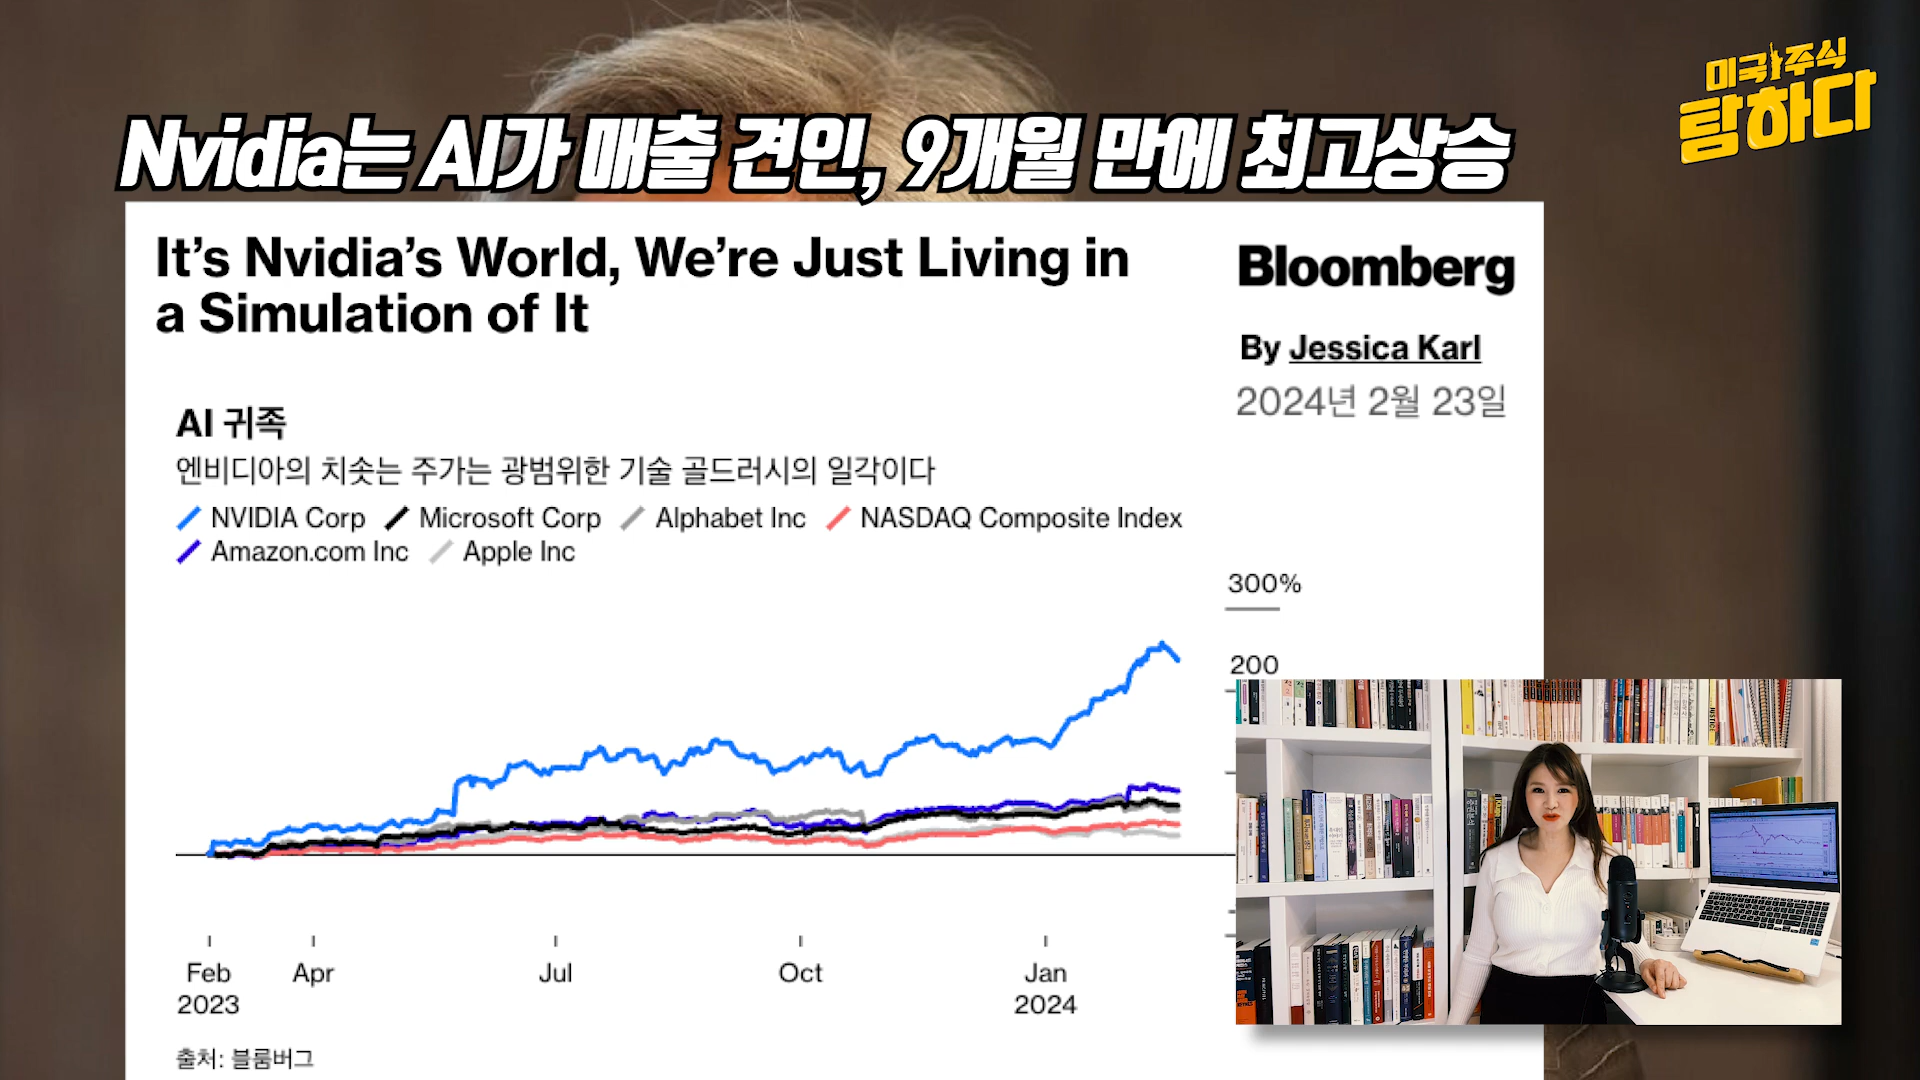 미국주식
탐하다
Nvidia는 AI가 매출 견인, 9개월 만에 최고상승
It's Nvidia's World, We're Just Living in
a Simulation of It
Bloomberg
By Jessica Karl
2024년 2월 23일
AI 귀족
엔비디아의 치솟는 주가는 광범위한 기술 골드러시의 일각이다
NVIDIA Corp Microsoft Corp Alphabet Inc NASDAQ Composite Index
Amazon.com Inc Apple Inc
300%
200
Feb Apr Jul Oct Jan
2023 2024
출처: 블룸버그